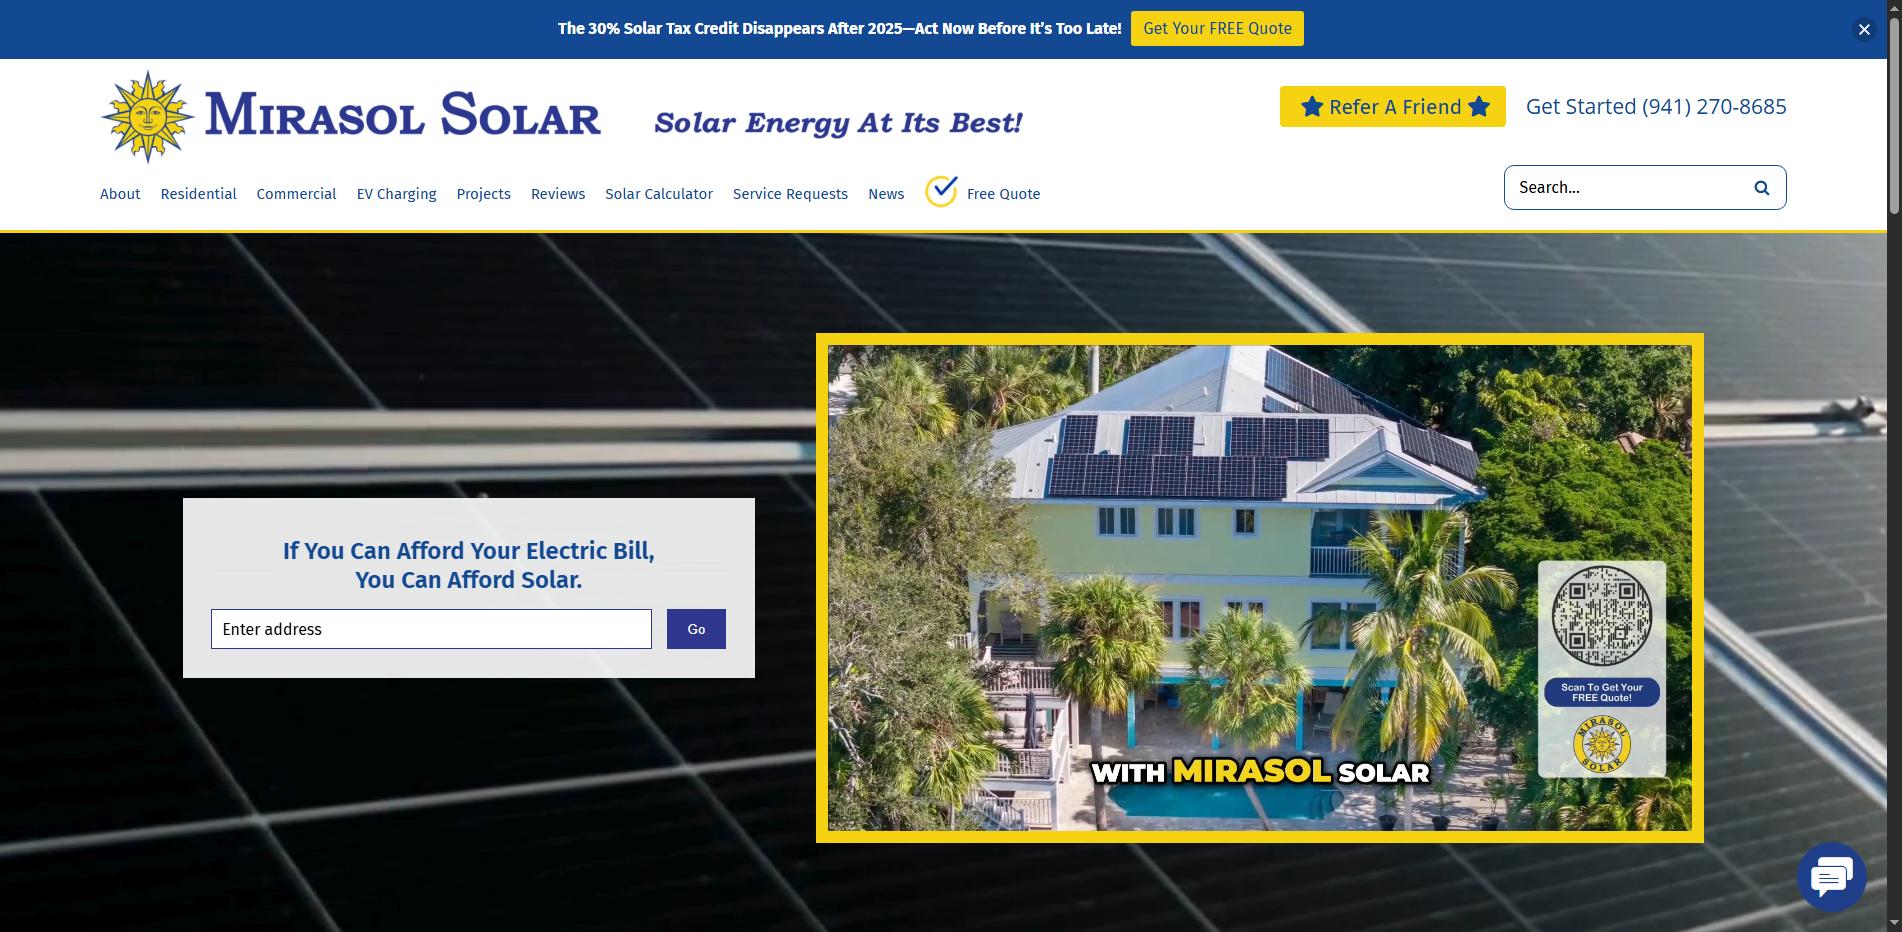 The 30% Solar Tax Credit Disappears After 2025—Act Now Before It's Too Late!
Get Your FREE Quote
MIRASOL SOLAR
Solar Energy At Its Best!
Refer A Friend
Get Started (941) 270-8685
About
Residential
Commercial
EV Charging
Projects
Reviews
Solar Calculator
Service Requests
News
Free Quote
Search...
If You Can Afford Your Electric Bill,
You Can Afford Solar.
Enter address
Go
Scan To Get Your
FREE Quote!
MIRASOL
SOLAR
WITH MIRASOL SOLAR